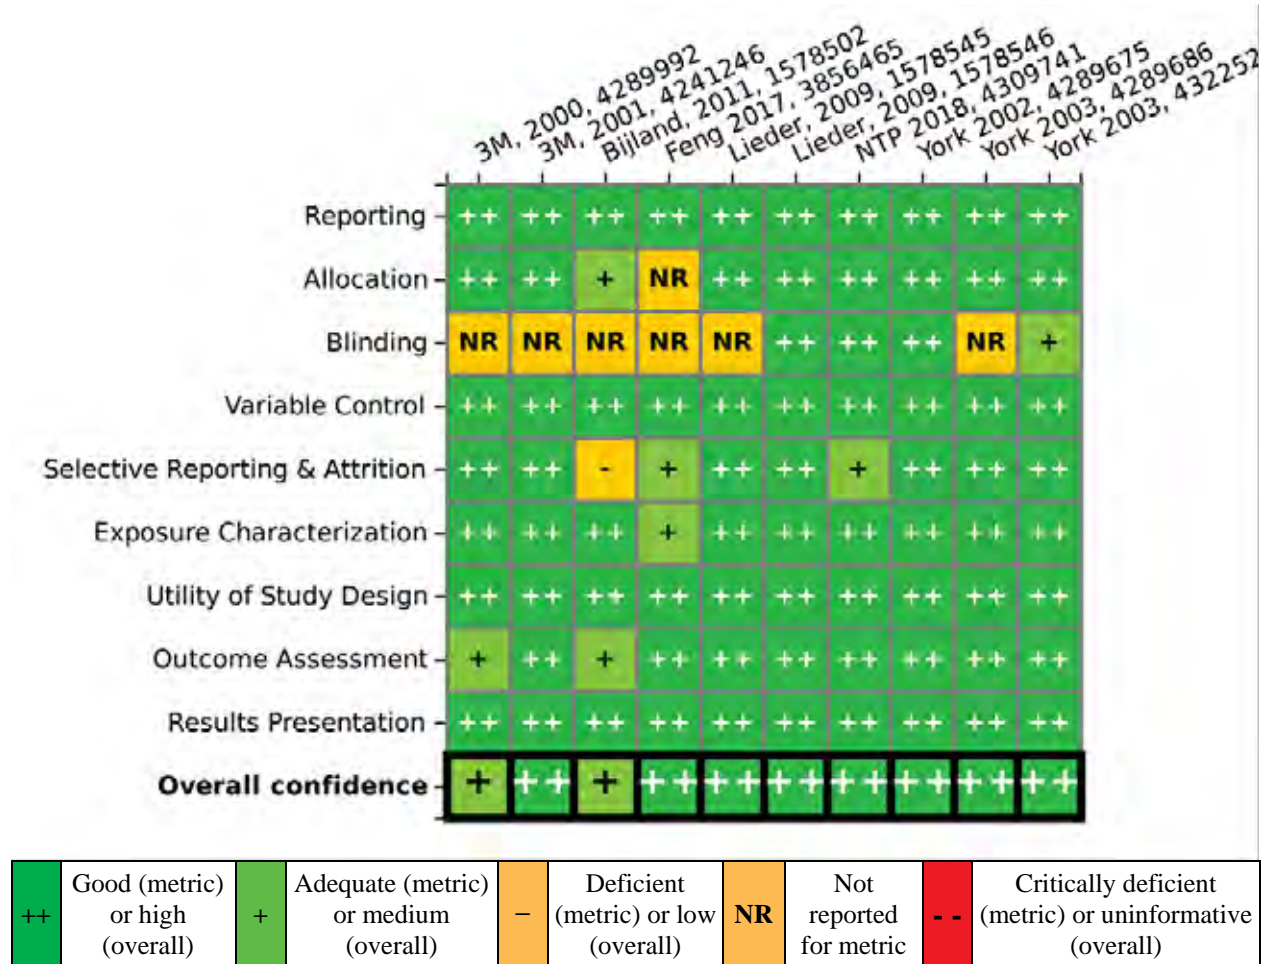 3M, 2000, 4289992
3M, 2001, 4241246
Bijland, 2011, 1578502
Feng 2017, 3856465
Lieder, 2009, 1578545
Lieder, 2009, 1578546
NTP 2018, 4309741
York 2002, 4289675
York 2003, 4289686
York 2003, 432252
Reporting ++ ++ ++ ++ ++ ++ ++ ++ ++ ++
Allocation ++ ++ + NR ++ ++ ++ ++ ++ ++
Blinding NR NR NR NR NR ++ ++ ++ NR +
Variable Control ++ ++ ++ ++ ++ ++ ++ ++ ++ ++
Selective Reporting & Attrition ++ ++ - + ++ ++ + ++ ++ ++
Exposure Characterization ++ ++ ++ + ++ ++ ++ ++ ++ ++
Utility of Study Design ++ ++ ++ ++ ++ ++ ++ ++ ++ ++
Outcome Assessment + ++ + ++ ++ ++ ++ ++ ++ ++
Results Presentation ++ ++ ++ ++ ++ ++ ++ ++ ++ ++
Overall confidence + ++ + ++ ++ ++ ++ ++ ++ ++
++
Good (metric)
or high
(overall)
+
Adequate (metric)
or medium
(overall)
−
Deficient
(metric) or low
(overall)
NR
Not
reported
for metric
- -
Critically deficient
(metric) or uninformative
(overall)